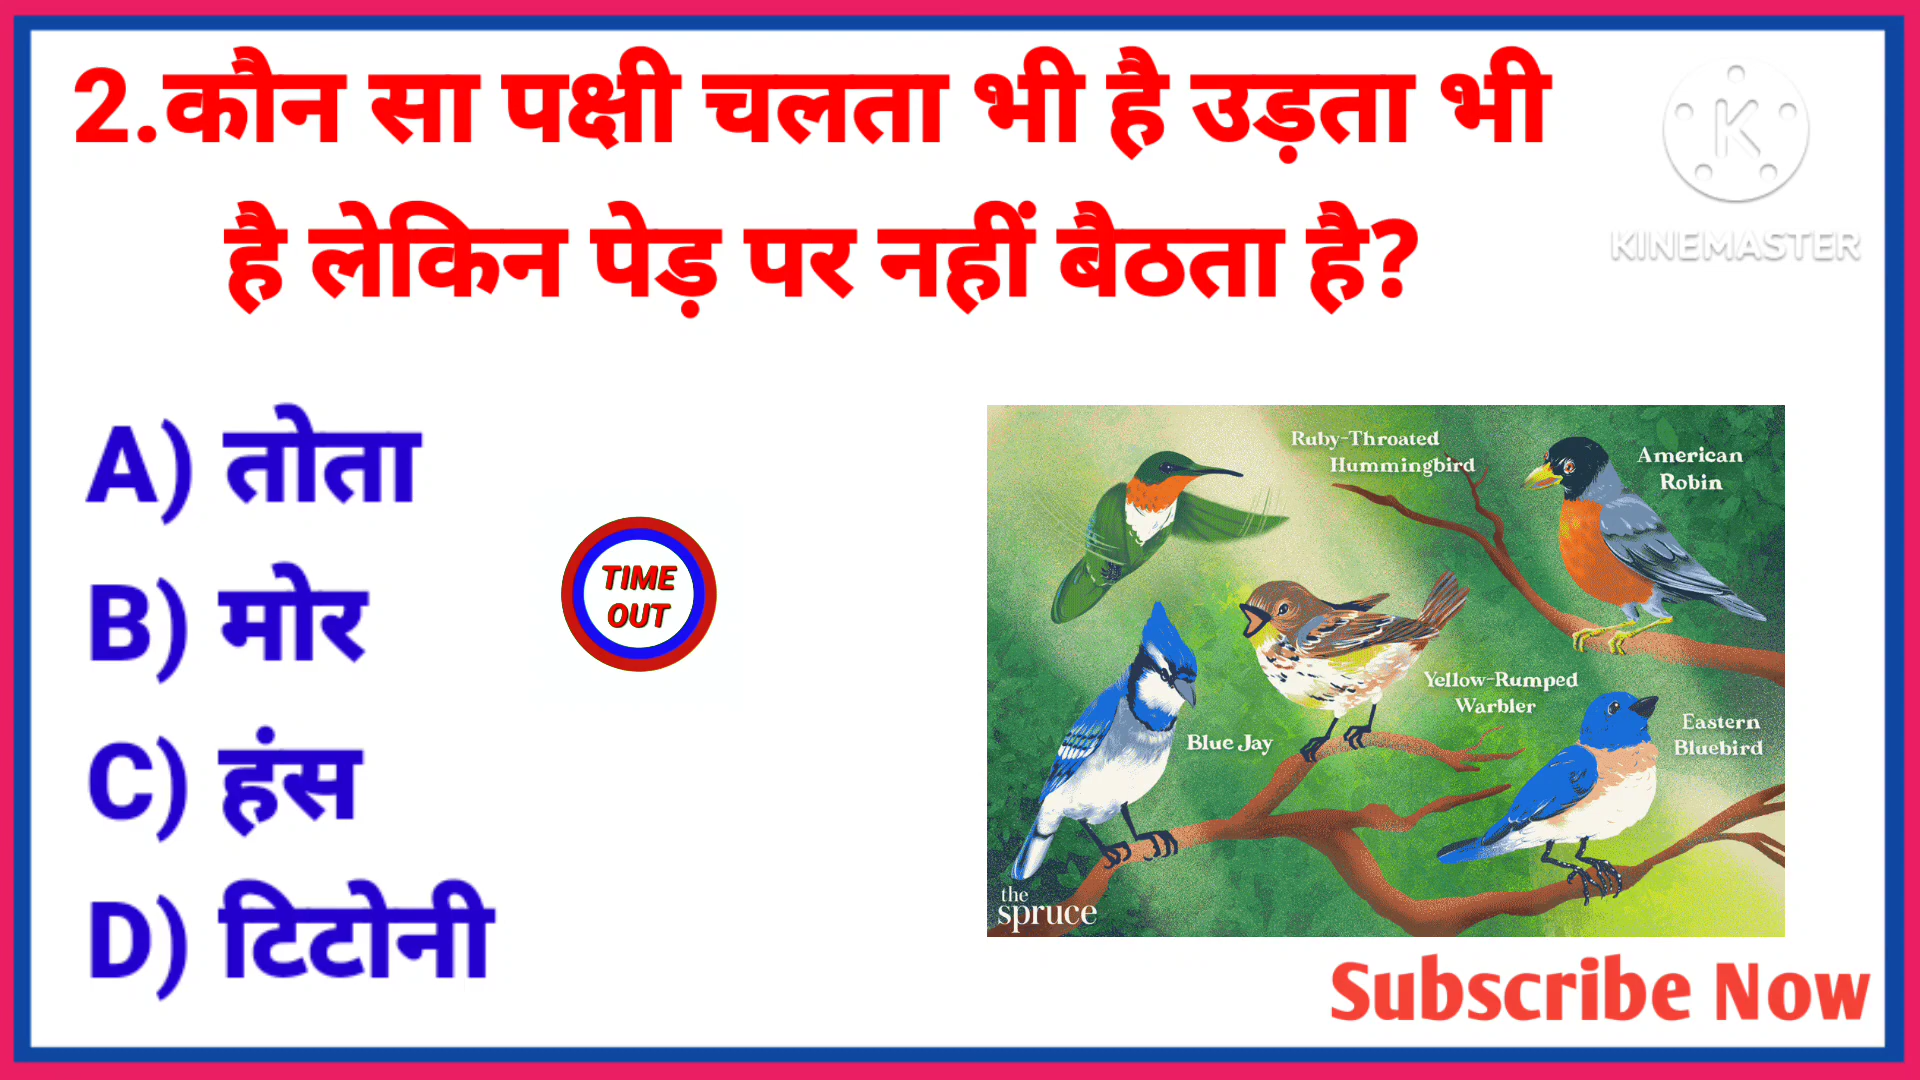 2.कौन सा पक्षी चलता भी है उड़ता भी
है लेकिन पेड़ पर नहीं बैठता है?
K
KINEMASTER
A) तोता
B) मोर
C) हंस
D) टिटोनी
TIME
OUT
Ruby-Throated
Hummingbird
American
Robin
Yellow-Rumped
Warbler
Blue Jay
Eastern
Bluebird
the
spruce
Subscribe Now